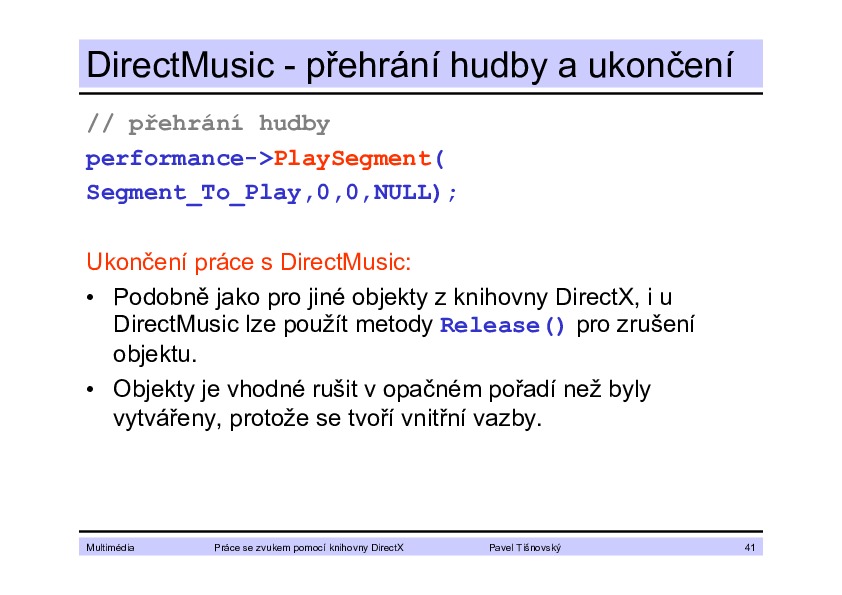 DirectMusic - přehrání hudby a ukončení
// přehrání hudby
performance->PlaySegment(
Segment_To_Play,0,0,NULL);
Ukončení práce s DirectMusic:
• Podobně jako pro jiné objekty z knihovny DirectX, i u
DirectMusic lze použít metody Release() pro zrušení
objektu.
• Objekty je vhodné rušit v opačném pořadí než byly
vytvářeny, protože se tvoří vnitřní vazby.
Multimédia Práce se zvukem pomocí knihovny DirectX Pavel Tišnovský 41